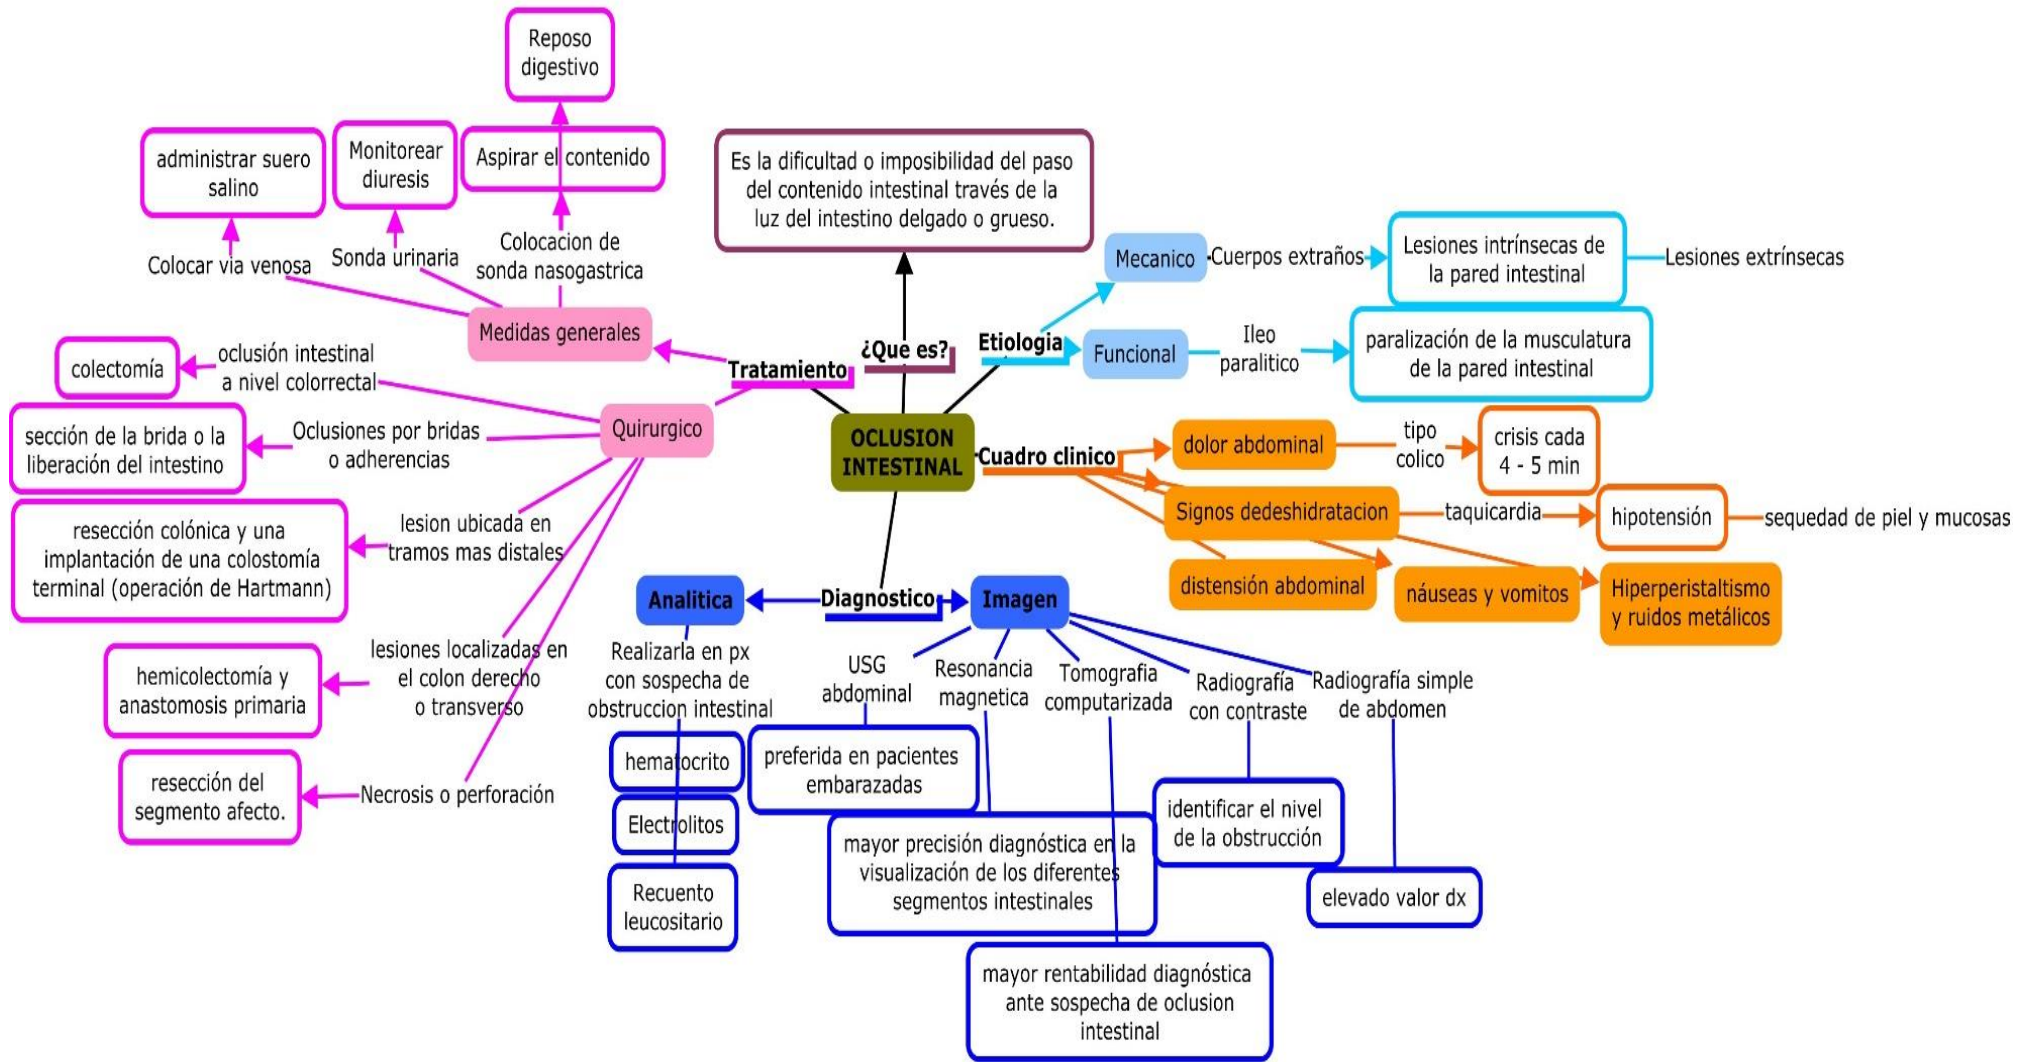 Reposo
digestivo
administrar suero
salino
Monitorear
diuresis
Aspirar el contenido
Colocar via venosa
Sonda urinaria
Colocacion de
sonda nasogastrica
Medidas generales
Tratamiento
Quirurgico
oclusión intestinal
a nivel colorrectal
colectomía
Oclusiones por bridas
o adherencias
sección de la brida o la
liberación del intestino
lesion ubicada en
tramos mas distales
resección colónica y una
implantación de una colostomía
terminal (operación de Hartmann)
lesiones localizadas en
el colon derecho
o transverso
hemicolectomía y
anastomosis primaria
Necrosis o perforación
resección del
segmento afecto.
Es la dificultad o imposibilidad del paso
del contenido intestinal través de la
luz del intestino delgado o grueso.
¿Que es?
OCLUSION
INTESTINAL
Etiologia
Mecanico
Cuerpos extraños
Lesiones intrínsecas de
la pared intestinal
Lesiones extrínsecas
Funcional
Ileo
paralitico
paralización de la musculatura
de la pared intestinal
Cuadro clinico
dolor abdominal
tipo
colico
crisis cada
4 - 5 min
Signos dedeshidratacion
taquicardia
hipotensión
sequedad de piel y mucosas
distensión abdominal
náuseas y vomitos
Hiperperistaltismo
y ruidos metálicos
Diagnostico
Analitica
Realizarla en px
con sospecha de
obstruccion intestinal
hematocrito
Electrolitos
Recuento
leucositario
Imagen
USG
abdominal
preferida en pacientes
embarazadas
Resonancia
magnetica
mayor precisión diagnóstica en la
visualización de los diferentes
segmentos intestinales
Tomografia
computarizada
mayor rentabilidad diagnóstica
ante sospecha de oclusion
intestinal
Radiografía
con contraste
identificar el nivel
de la obstrucción
Radiografía simple
de abdomen
elevado valor dx